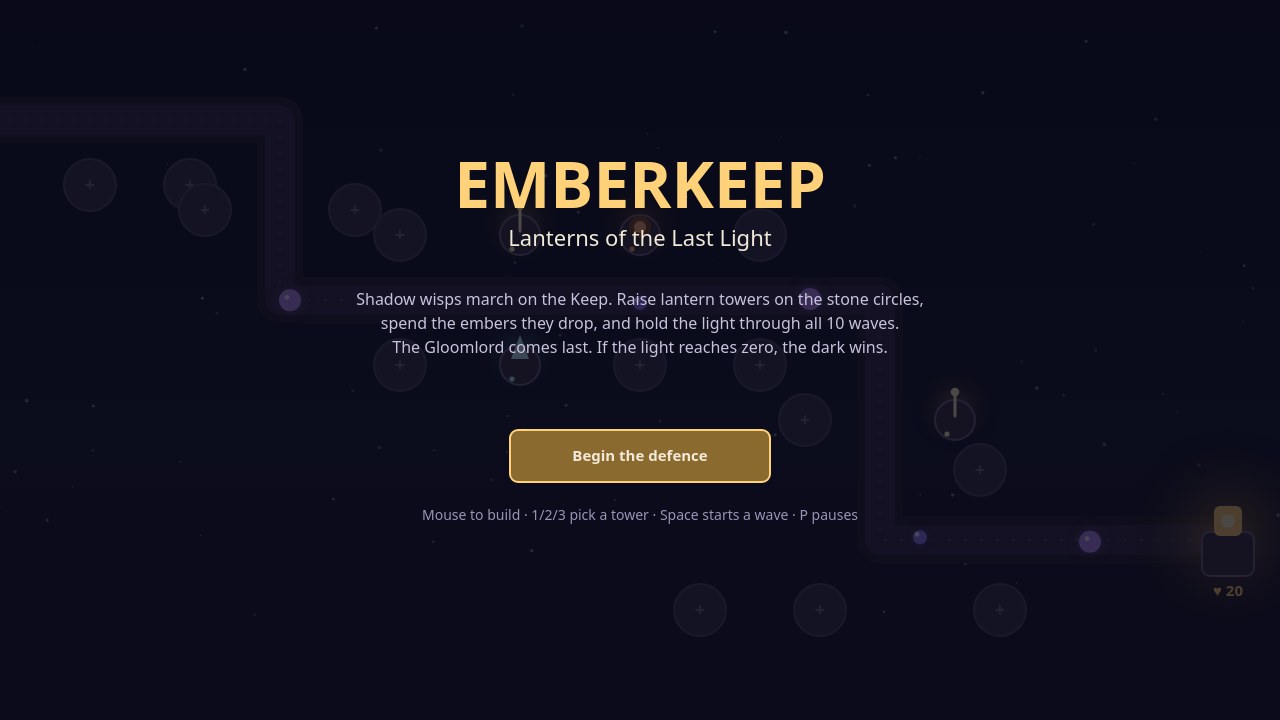 EMBERKEEP
Lanterns of the Last Light
Shadow wisps march on the Keep. Raise lantern towers on the stone circles,
spend the embers they drop, and hold the light through all 10 waves.
The Gloomlord comes last. If the light reaches zero, the dark wins.
Begin the defence
Mouse to build · 1/2/3 pick a tower · Space starts a wave · P pauses
♥ 20